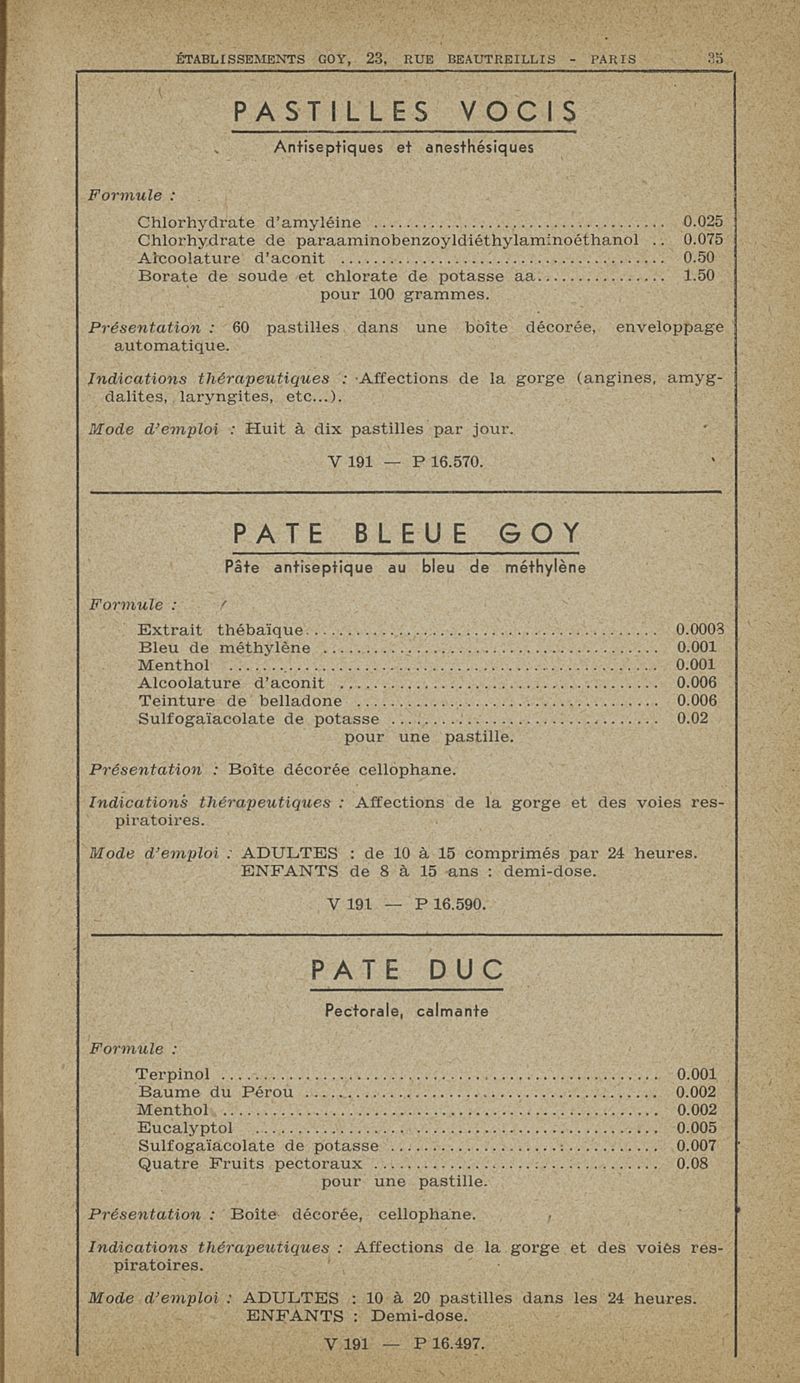 ÉTABLISSEMENTS GOY, 23, RUE BEAUTREILLIS - PARIS 35
PASTILLES VOCIS
Antiseptiques et anesthésiques
Formule :
Chlorhydrate d'amyléine .................................... 0.025
Chlorhydrate de paraaminobenzoyldiéthylaminoéthanol .. 0.075
Alcoolature d'aconit ........................................ 0.50
Borate de soude et chlorate de potasse aa................ 1.50
pour 100 grammes.
Présentation : 60 pastilles dans une boîte décorée, enveloppage
automatique.
Indications thérapeutiques : Affections de la gorge (angines, amyg-
dalites, laryngites, etc...).
Mode d'emploi : Huit à dix pastilles par jour.
V 191 — P 16.570.
PATE BLEUE GOY
Pâte antiseptique au bleu de méthylène
Formule :
Extrait thébaïque........................................... 0.0003
Bleu de méthylène ......................................... 0.001
Menthol .................................................... 0.001
Alcoolature d'aconit ....................................... 0.006
Teinture de belladone ..................................... 0.006
Sulfogaïacolate de potasse ................................. 0.02
pour une pastille.
Présentation : Boîte décorée cellophane.
Indications thérapeutiques : Affections de la gorge et des voies res-
piratoires.
Mode d'emploi : ADULTES : de 10 à 15 comprimés par 24 heures.
ENFANTS de 8 à 15 ans : demi-dose.
V 191 — P 16.590.
PATE DUC
Pectorale, calmante
Formule :
Terpinol ..................................................... 0.001
Baume du Pérou ........................................... 0.002
Menthol ..................................................... 0.002
Eucalyptol ................................................. 0.005
Sulfogaïacolate de potasse ................................. 0.007
Quatre Fruits pectoraux ................................... 0.08
pour une pastille.
Présentation : Boîte décorée, cellophane.
Indications thérapeutiques : Affections de la gorge et des voies res-
piratoires.
Mode d'emploi : ADULTES : 10 à 20 pastilles dans les 24 heures.
ENFANTS : Demi-dose.
V 191 — P 16.497.